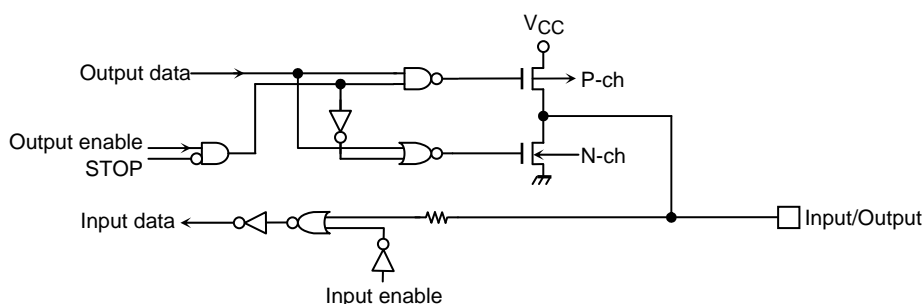 VCC
Output data
P-ch
Output enable
STOP
N-ch
Input data
Input/Output
Input enable